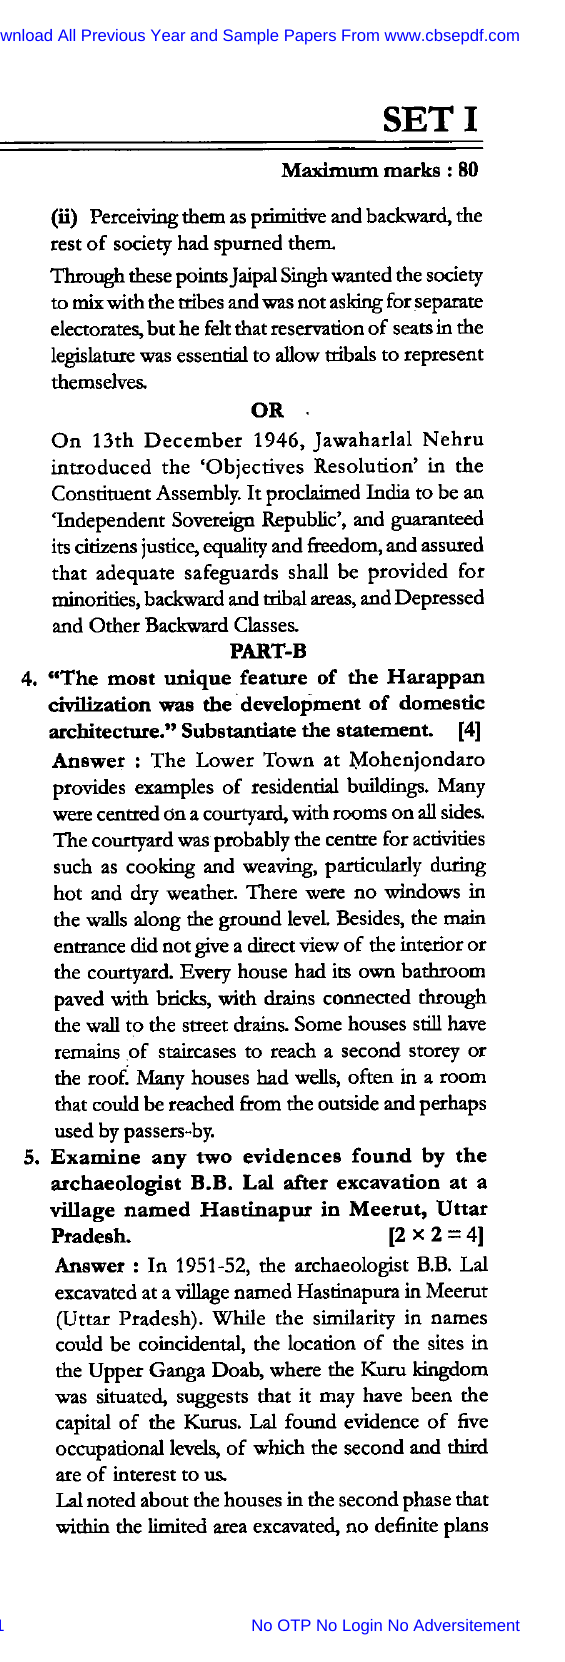 wnload All Previous Year and Sample Papers From www.cbsepdf.com
SET I
Maximum marks : 80
(ii) Perceiving them as primitive and backward, the
rest of society had spurned them.
Through these points Jaipal Singh wanted the society
to mix with the tribes and was not asking for separate
electorates, but he felt that reservation of seats in the
legislature was essential to allow tribals to represent
themselves.
OR
On 13th December 1946, Jawaharlal Nehru
introduced the ‘Objectives Resolution’ in the
Constituent Assembly. It proclaimed India to be an
‘Independent Sovereign Republic’, and guaranteed
its citizens justice, equality and freedom, and assured
that adequate safeguards shall be provided for
minorities, backward and tribal areas, and Depressed
and Other Backward Classes.
PART-B
4. “The most unique feature of the Harappan
civilization was the development of domestic
architecture.” Substantiate the statement. [4]
Answer : The Lower Town at Mohenjondaro
provides examples of residential buildings. Many
were centred on a courtyard, with rooms on all sides.
The courtyard was probably the centre for activities
such as cooking and weaving, particularly during
hot and dry weather. There were no windows in
the walls along the ground level. Besides, the main
entrance did not give a direct view of the interior or
the courtyard. Every house had its own bathroom
paved with bricks, with drains connected through
the wall to the street drains. Some houses still have
remains of staircases to reach a second storey or
the roof. Many houses had wells, often in a room
that could be reached from the outside and perhaps
used by passers-by.
5. Examine any two evidences found by the
archaeologist B.B. Lal after excavation at a
village named Hastinapur in Meerut, Uttar
Pradesh. [2 × 2 = 4]
Answer : In 1951-52, the archaeologist B.B. Lal
excavated at a village named Hastinapura in Meerut
(Uttar Pradesh). While the similarity in names
could be coincidental, the location of the sites in
the Upper Ganga Doab, where the Kuru kingdom
was situated, suggests that it may have been the
capital of the Kurus. Lal found evidence of five
occupational levels, of which the second and third
are of interest to us.
Lal noted about the houses in the second phase that
within the limited area excavated, no definite plans
1 No OTP No Login No Adversitement